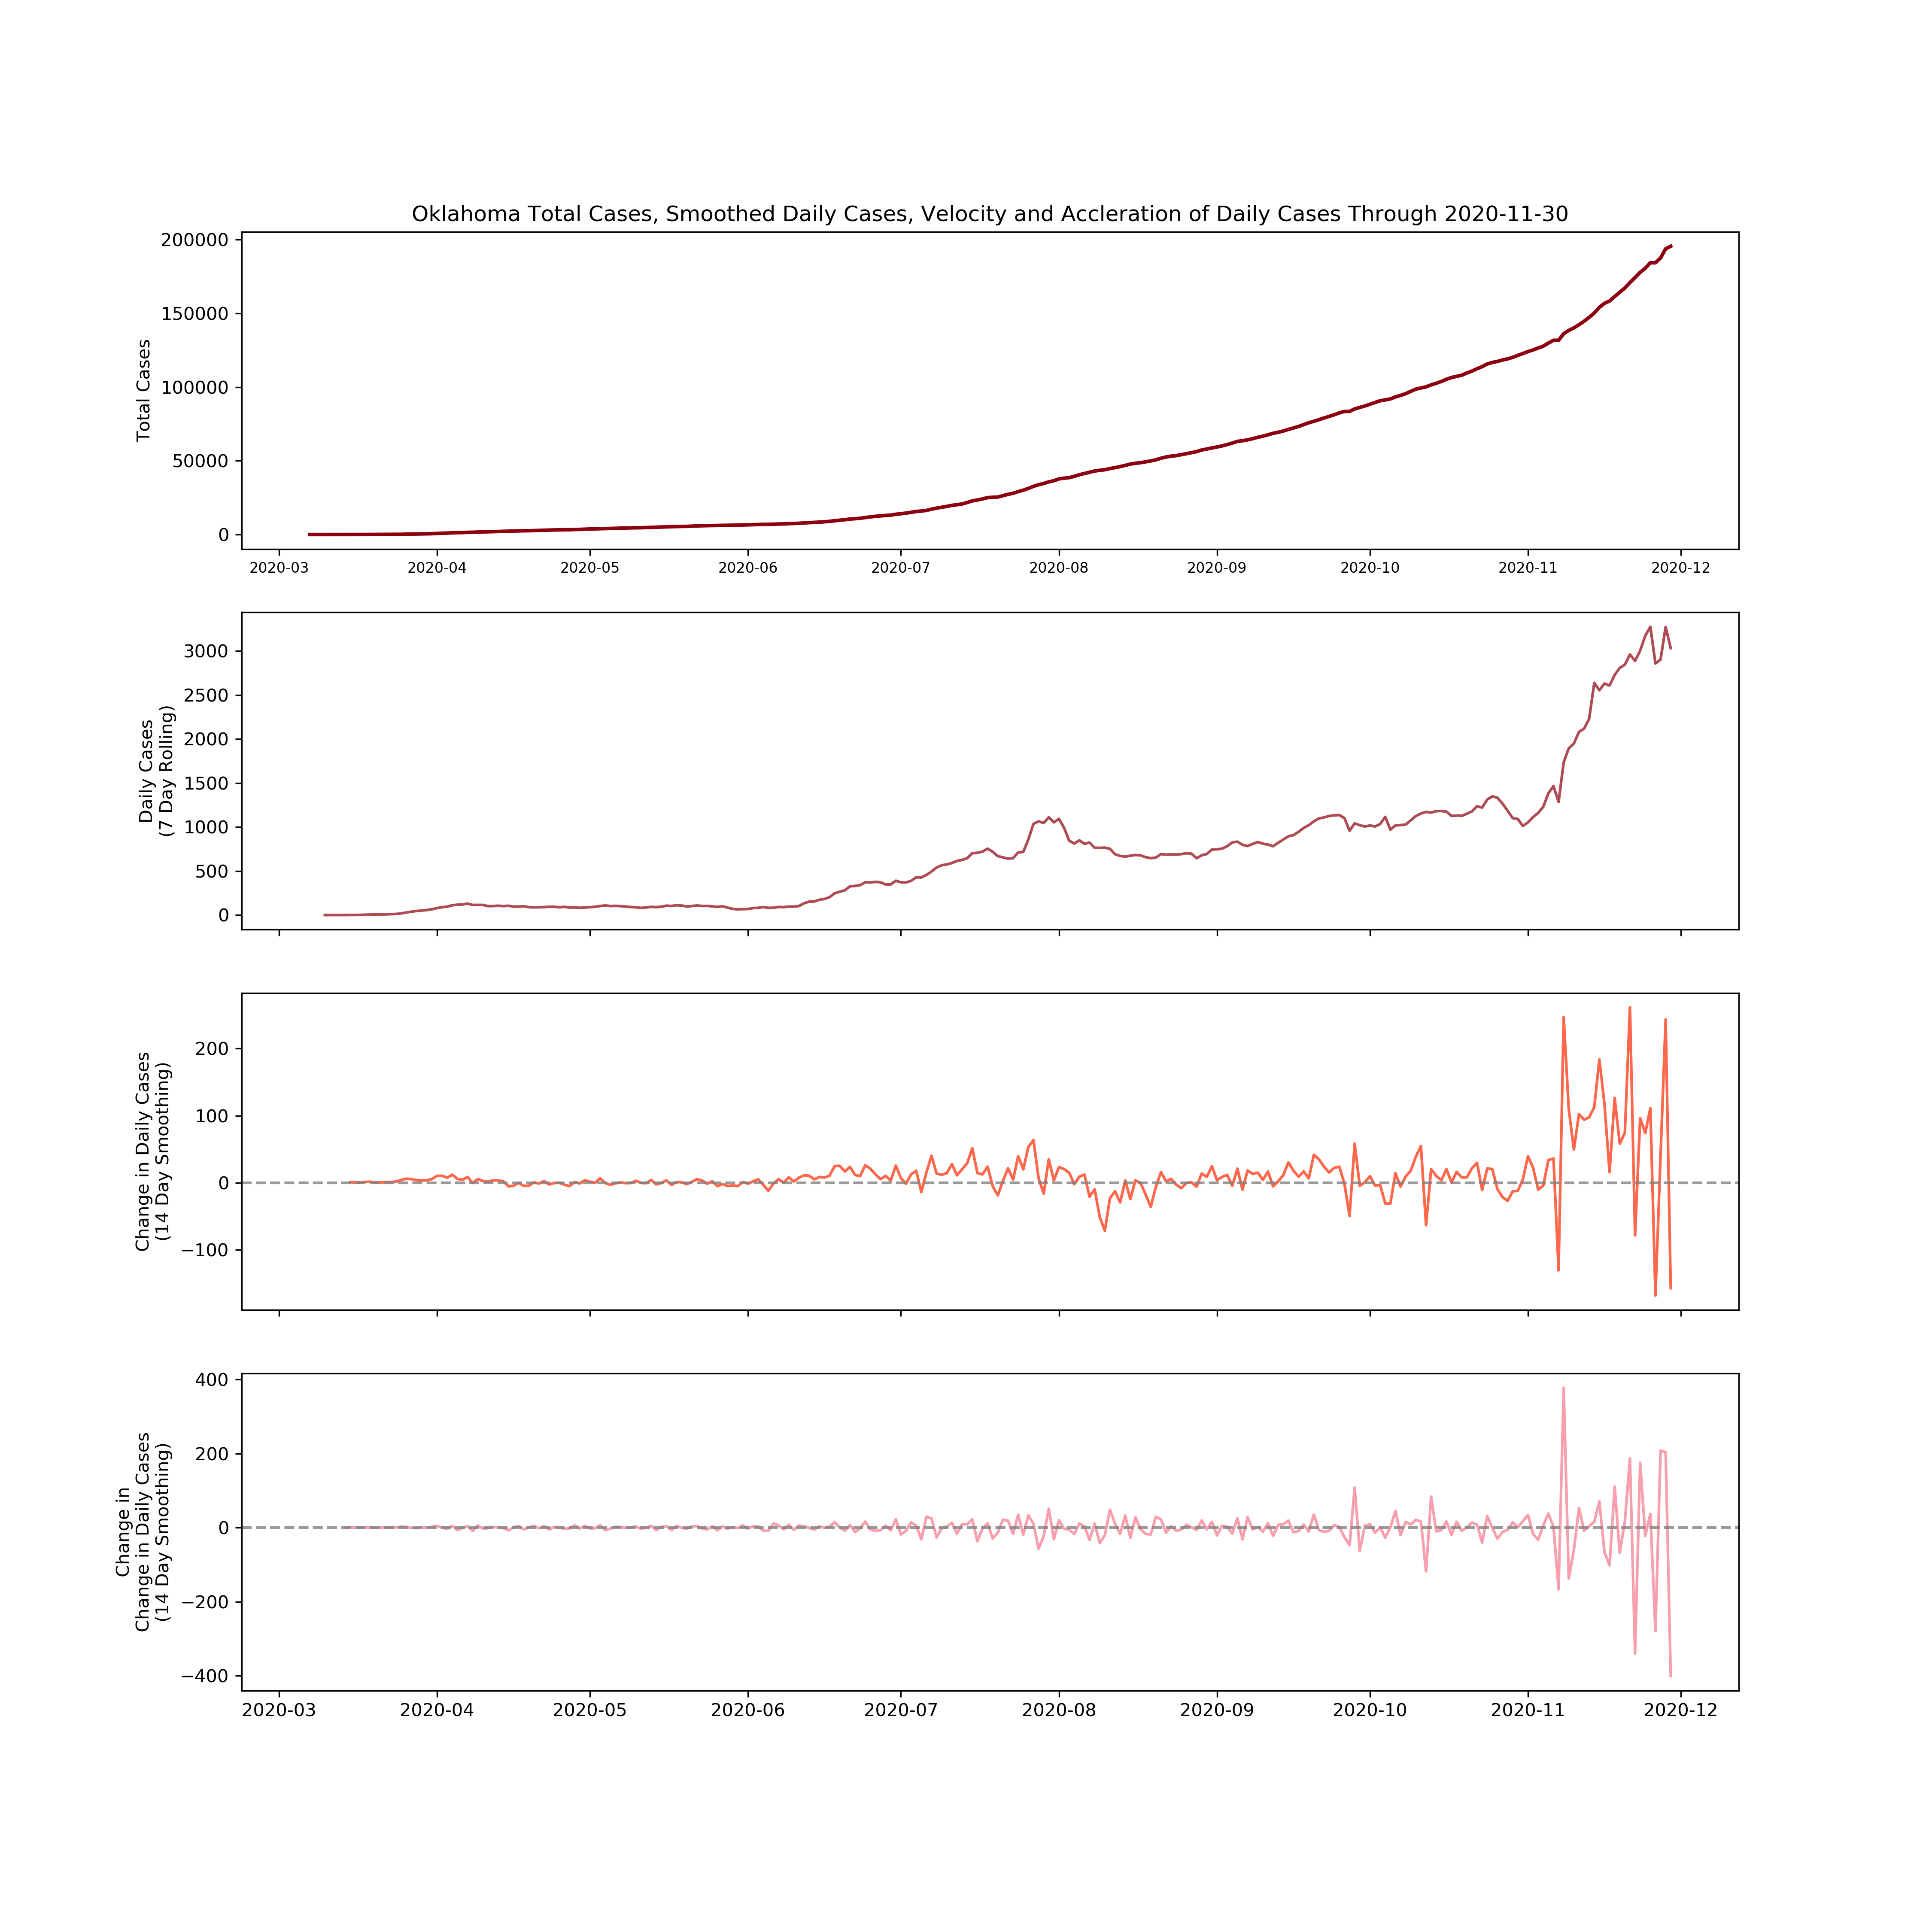 Oklahoma Total Cases, Smoothed Daily Cases, Velocity and Accleration of Daily Cases Through 2020-11-30
Total Cases
200000
150000
100000
50000
0
2020-03 2020-04 2020-05 2020-06 2020-07 2020-08 2020-09 2020-10 2020-11 2020-12
Daily Cases
(7 Day Rolling)
3000
2500
2000
1500
1000
500
0
Change in Daily Cases
(14 Day Smoothing)
200
100
0
−100
Change in
Change in Daily Cases
(14 Day Smoothing)
400
200
0
−200
−400
2020-03 2020-04 2020-05 2020-06 2020-07 2020-08 2020-09 2020-10 2020-11 2020-12